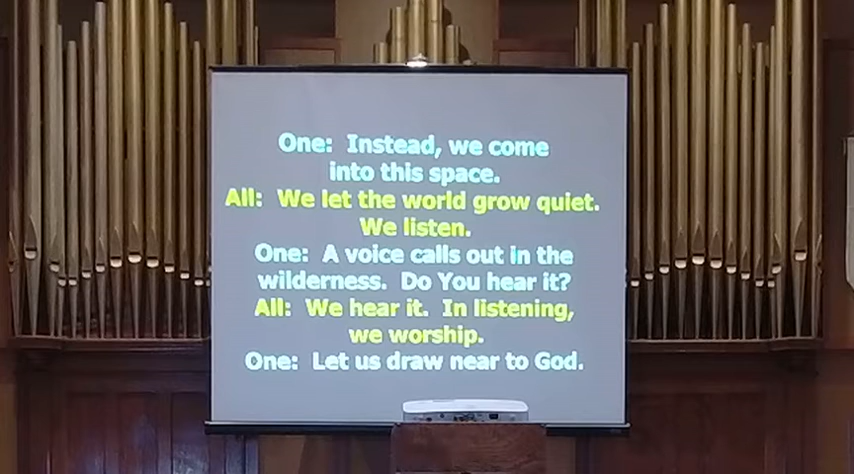 One:  Instead, we come
into this space.
All:  We let the world grow quiet.
We listen.
One:  A voice calls out in the
wilderness.  Do You hear it?
All:  We hear it.  In listening,
we worship.
One:  Let us draw near to God.